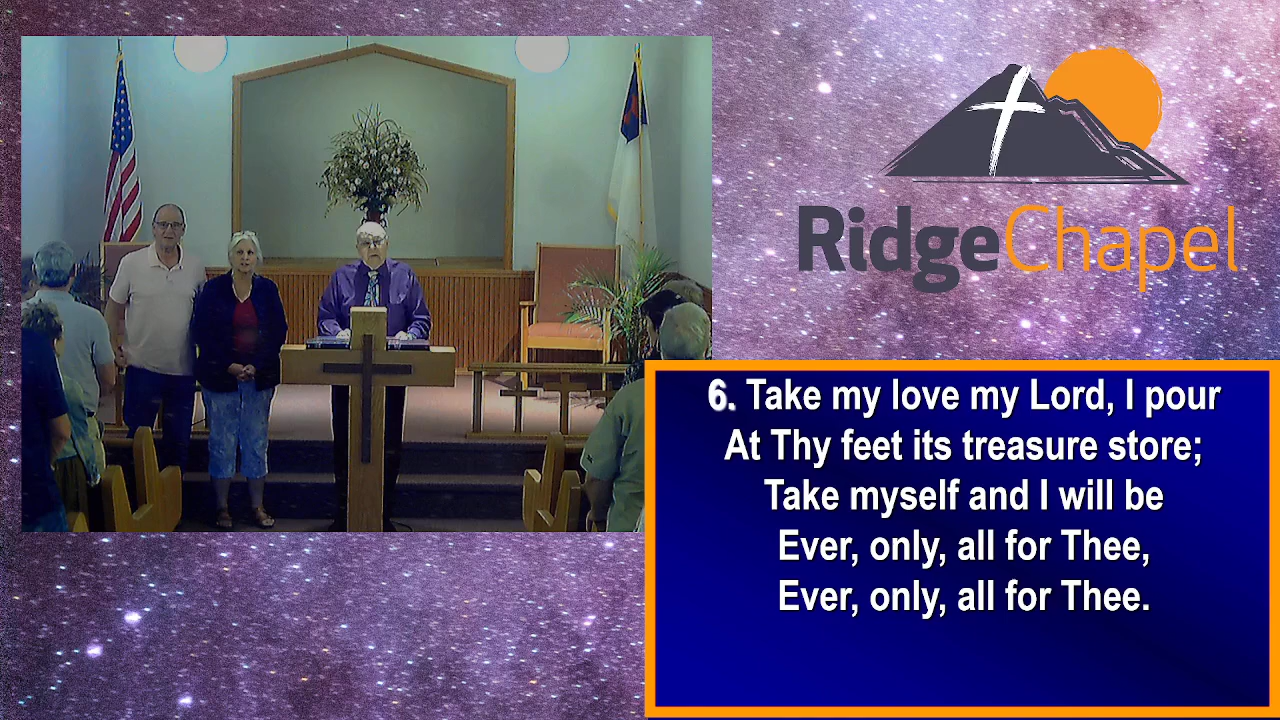 RidgeChapel
6. Take my love my Lord, I pour
At Thy feet its treasure store;
Take myself and I will be
Ever, only, all for Thee,
Ever, only, all for Thee.